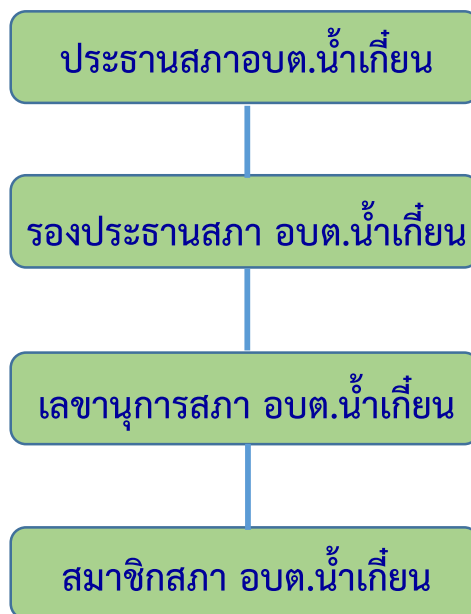 ประธานสภาอบต.น้ำเกี๋ยน
รองประธานสภา อบต.น้ำเกี๋ยน
เลขานุการสภา อบต.น้ำเกี๋ยน
สมาชิกสภา อบต.น้ำเกี๋ยน